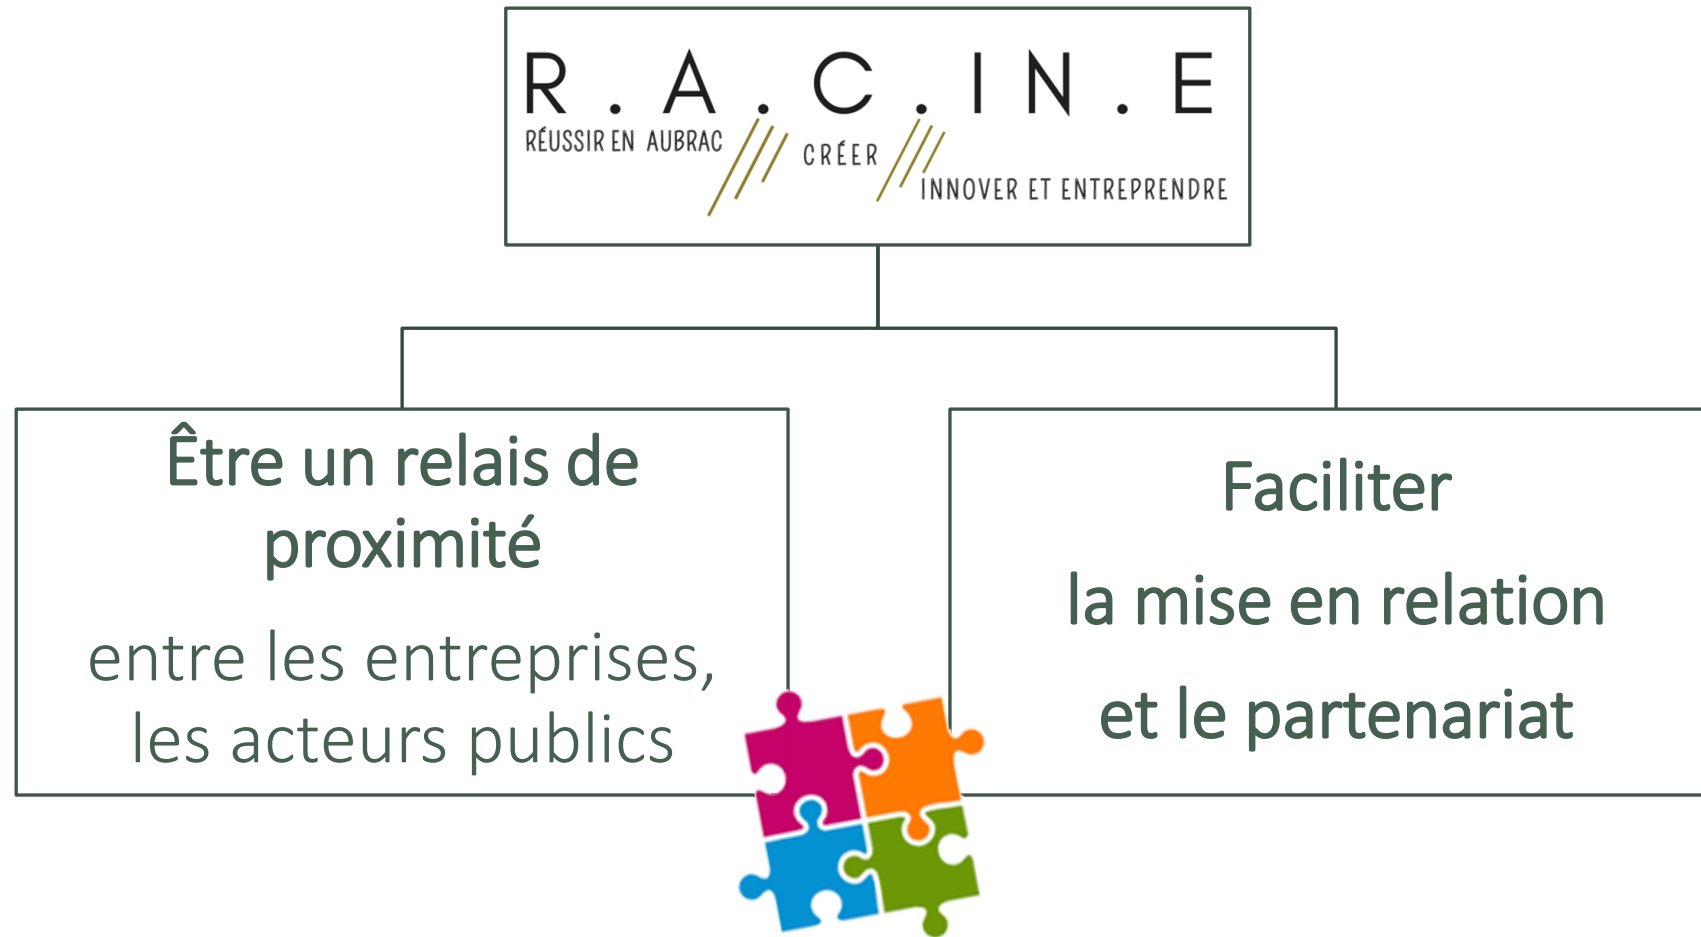 R . A . C . I N . E
RÉUSSIR EN AUBRAC
CRÉER
INNOVER ET ENTREPRENDRE
Être un relais de
proximité
entre les entreprises,
les acteurs publics
Faciliter
la mise en relation
et le partenariat